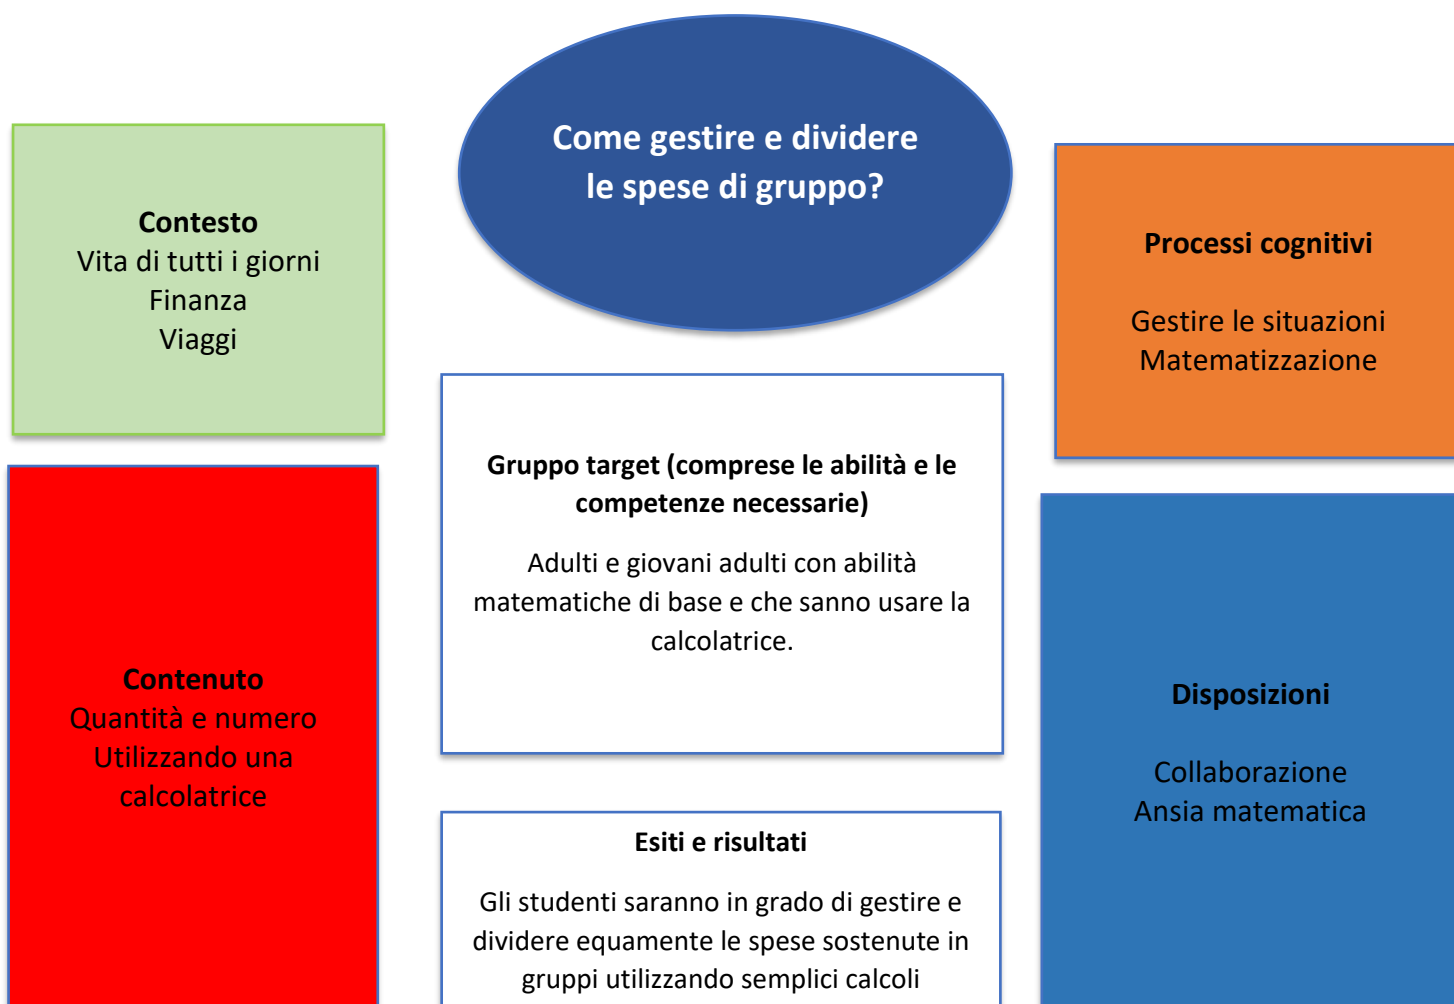 Come gestire e dividere
le spese di gruppo?
Contesto
Vita di tutti i giorni
Finanza
Viaggi
Processi cognitivi
Gestire le situazioni
Matematizzazione
Gruppo target (comprese le abilità e le
competenze necessarie)
Adulti e giovani adulti con abilità
matematiche di base e che sanno usare la
calcolatrice.
Contenuto
Quantità e numero
Utilizzando una
calcolatrice
Disposizioni
Collaborazione
Ansia matematica
Esiti e risultati
Gli studenti saranno in grado di gestire e
dividere equamente le spese sostenute in
gruppi utilizzando semplici calcoli